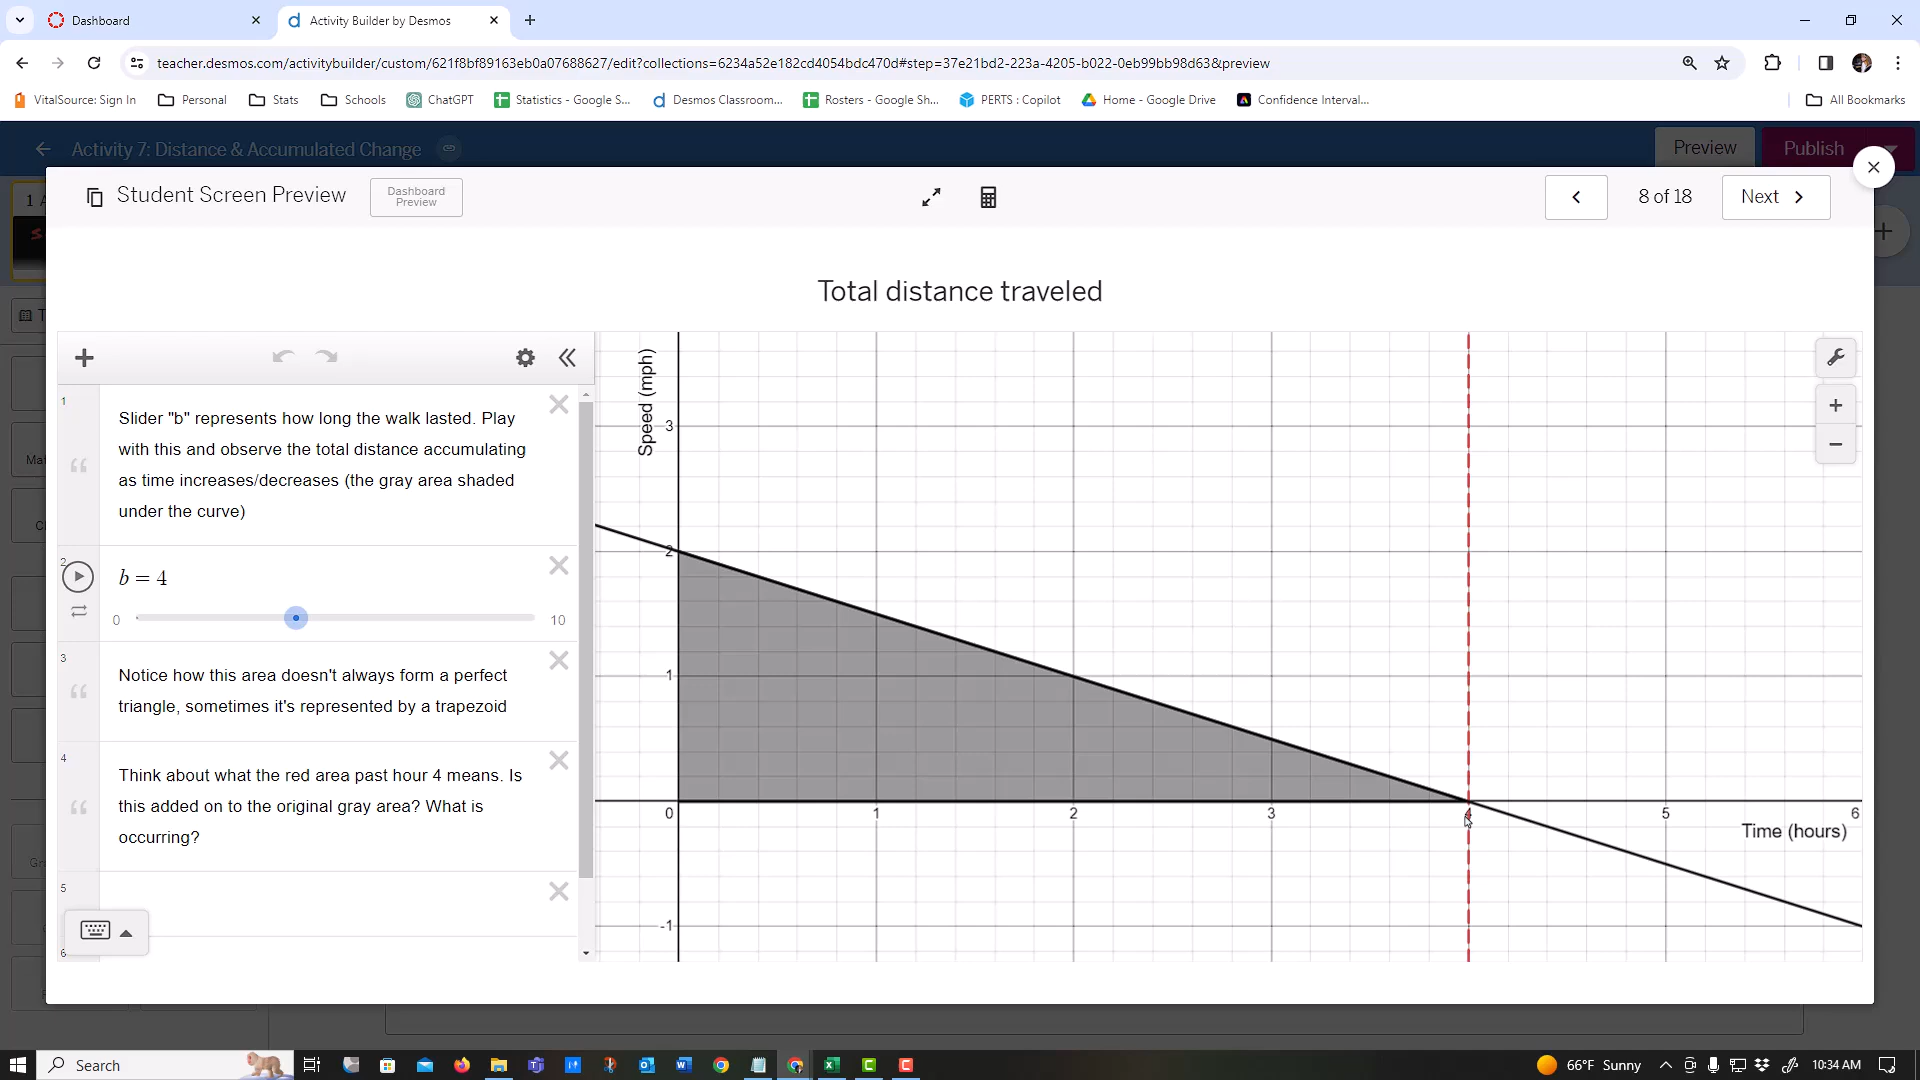 Dashboard
Activity Builder by Desmos
teacher.desmos.com/activitybuilder/custom/621f8bf89163eb0a07688627/edit?collections=6234a52e182cd4054bdc470d#step=37e21bd2-223a-4205-b022-0eb99bb98d63&preview
VitalSource: Sign In
Personal
Stats
Schools
ChatGPT
Statistics - Google S...
Desmos Classroom...
Rosters - Google Sh...
PERTS : Copilot
Home - Google Drive
Confidence Interval...
All Bookmarks
Activity 7: Distance & Accumulated Change
Preview
Publish
Student Screen Preview
Dashboard
Preview
8 of 18
Next
Total distance traveled
1
Slider "b" represents how long the walk lasted. Play
with this and observe the total distance accumulating
as time increases/decreases (the gray area shaded
under the curve)
2
b = 4
0
10
3
Notice how this area doesn't always form a perfect
triangle, sometimes it's represented by a trapezoid
4
Think about what the red area past hour 4 means. Is
this added on to the original gray area? What is
occurring?
5
6
Speed (mph)
3
2
1
0
1
2
3
4
5
6
-1
Time (hours)
Search
66°F Sunny
10:34 AM